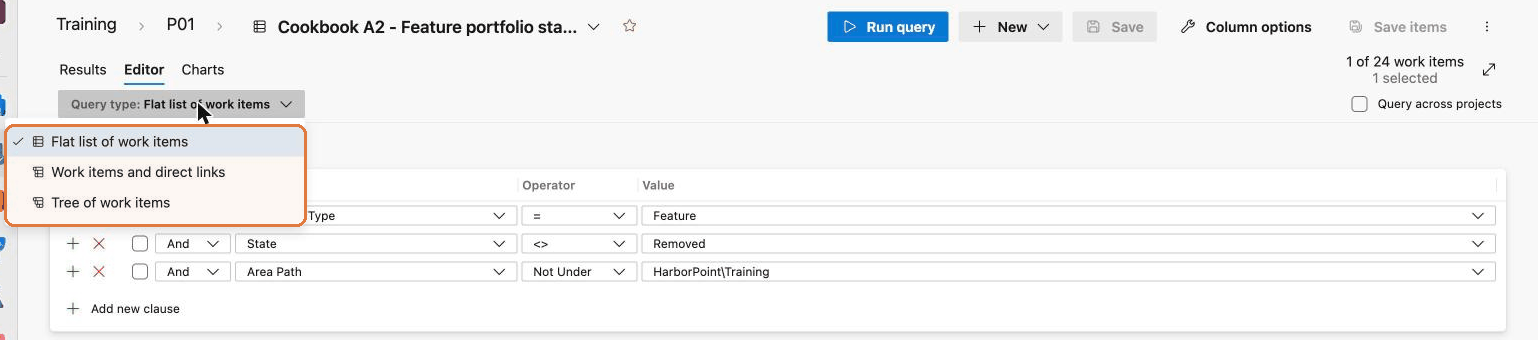 Training > P01 > Cookbook A2 - Feature portfolio sta...
Run query
New
Save
Column options
Save items
Results
Editor
Charts
1 of 24 work items
1 selected
Query type: Flat list of work items
Query across projects
Flat list of work items
Work items and direct links
Tree of work items
Operator
Value
Type
=
Feature
And
State
<>
Removed
And
Area Path
Not Under
HarborPoint\Training
Add new clause